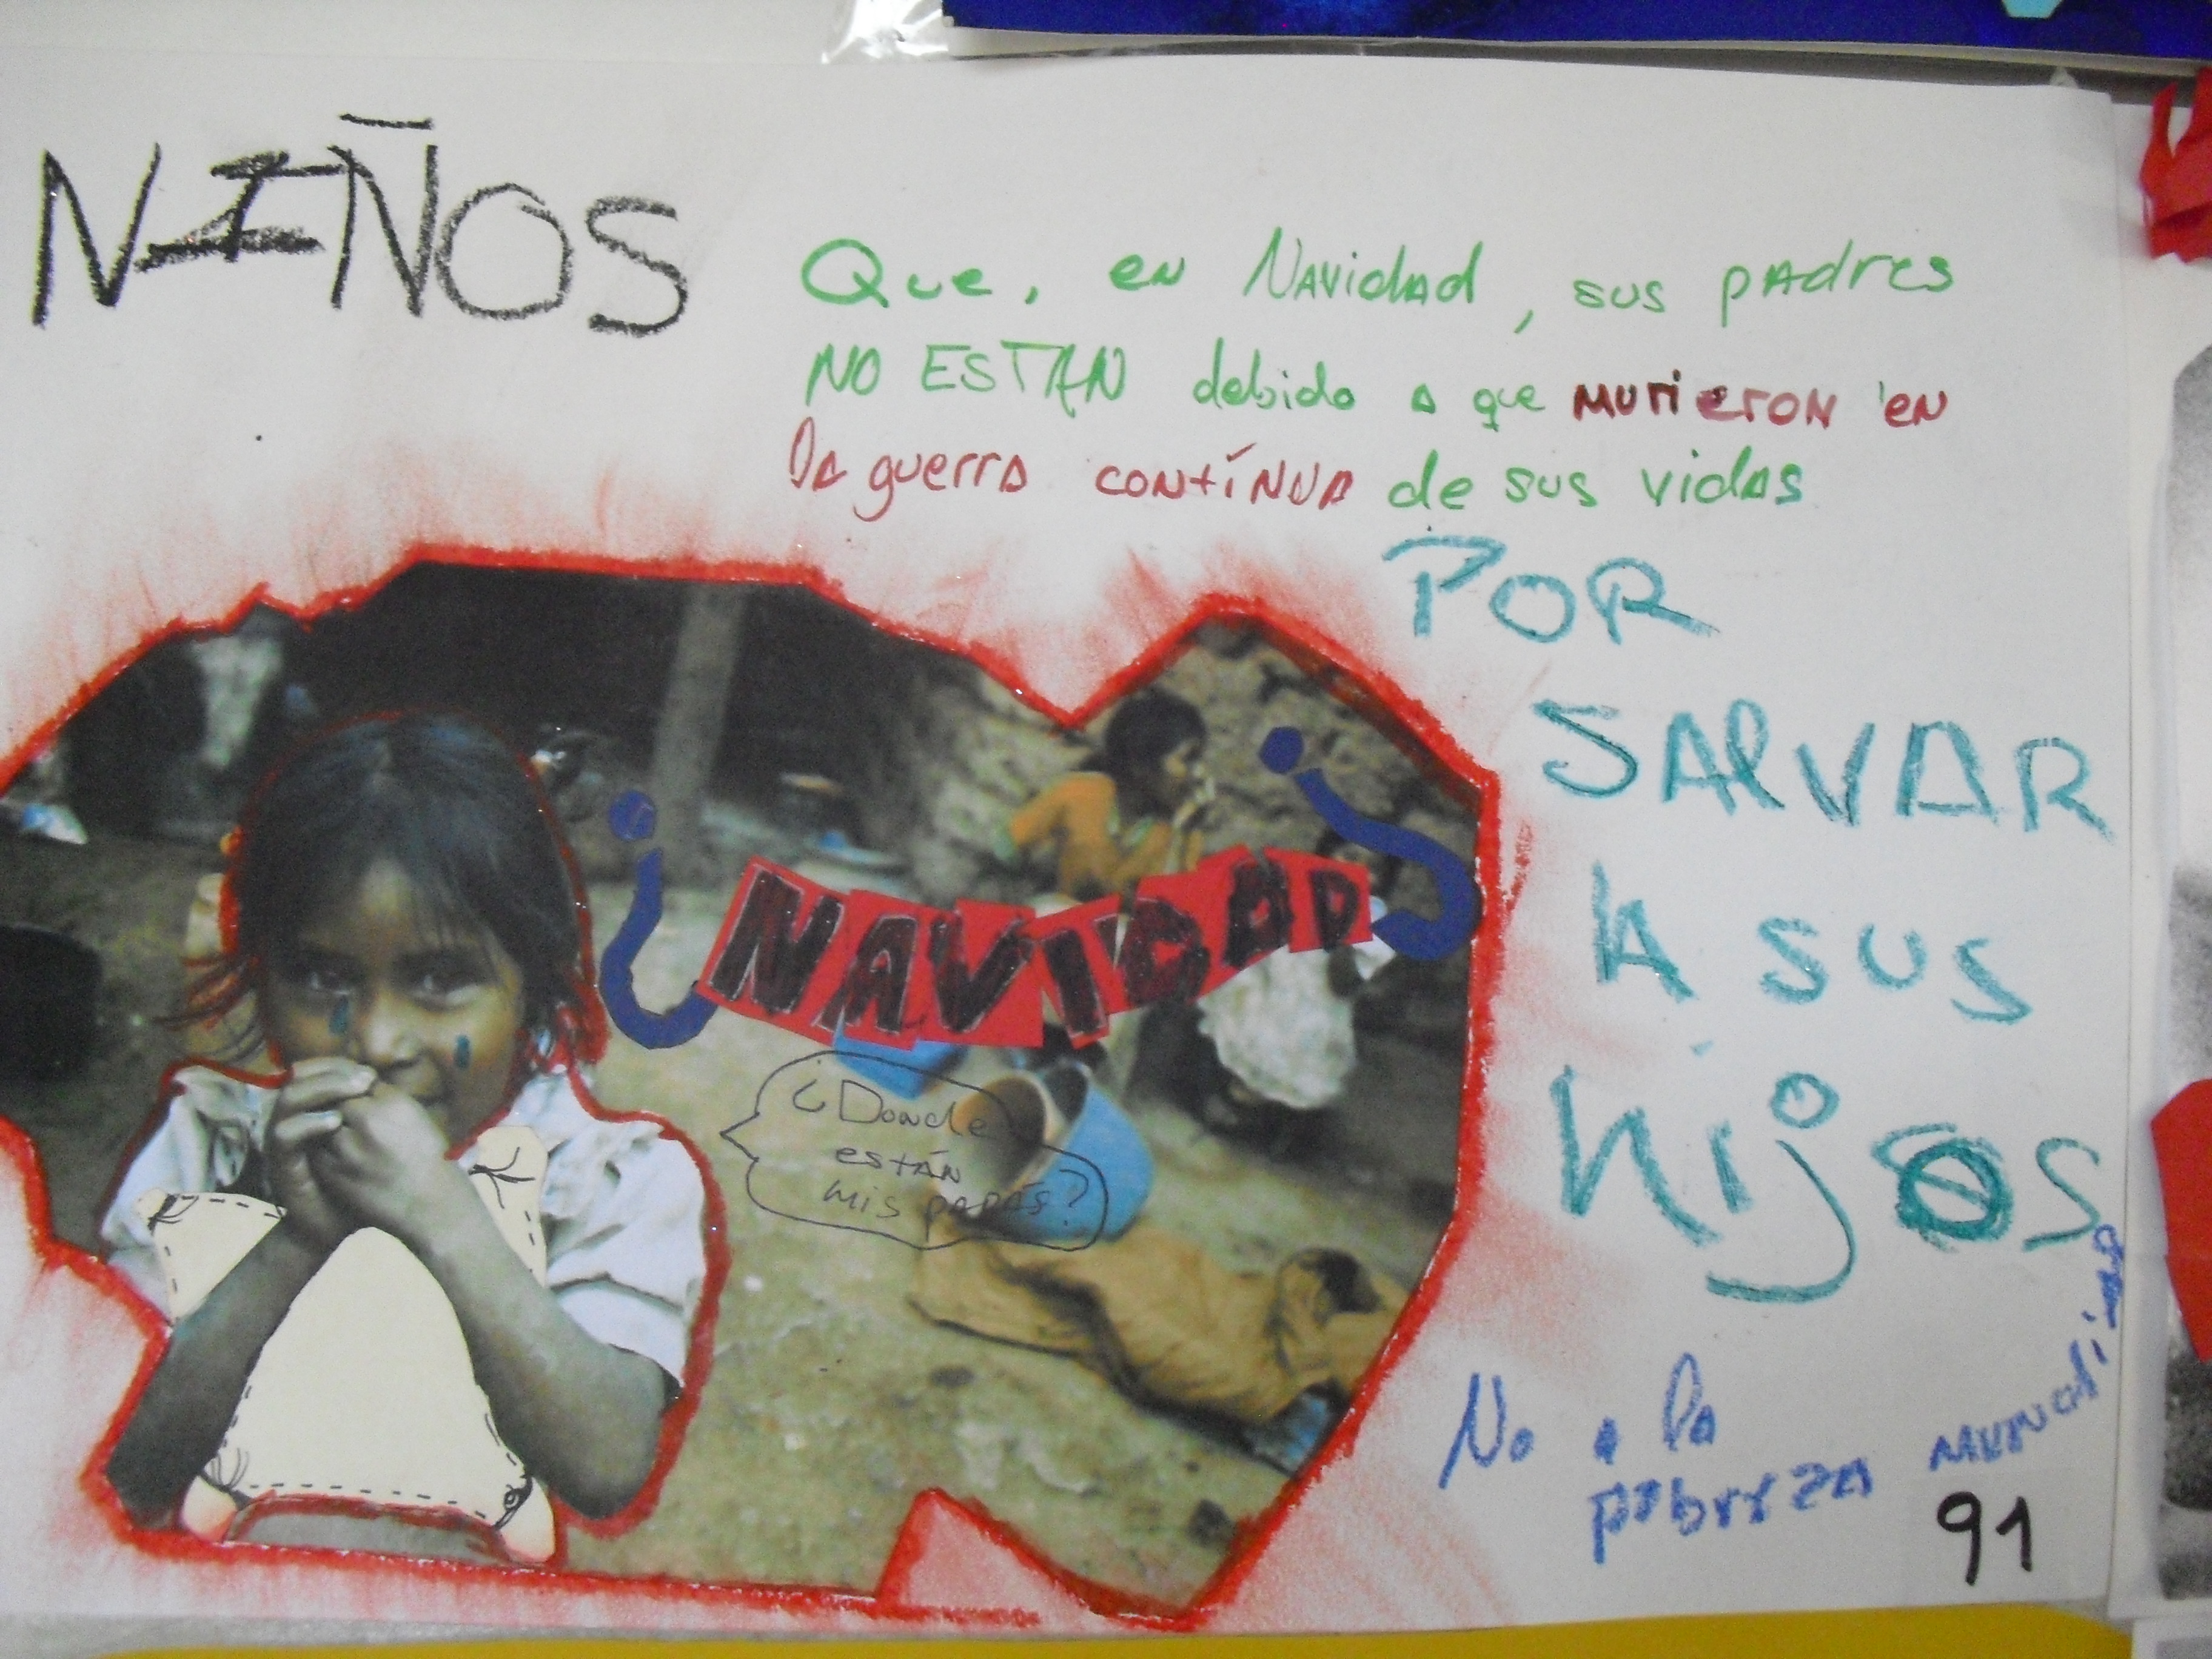 NIÑOS
Que, en Navidad, sus padres
NO ESTAN debido a que murieron en
la guerra contínua de sus vidas
POR
SALVAR
A SUS
Hijos
¿NAVIDAD?
¿Donde
están
mis papás?
No a la
pobreza mundial
91